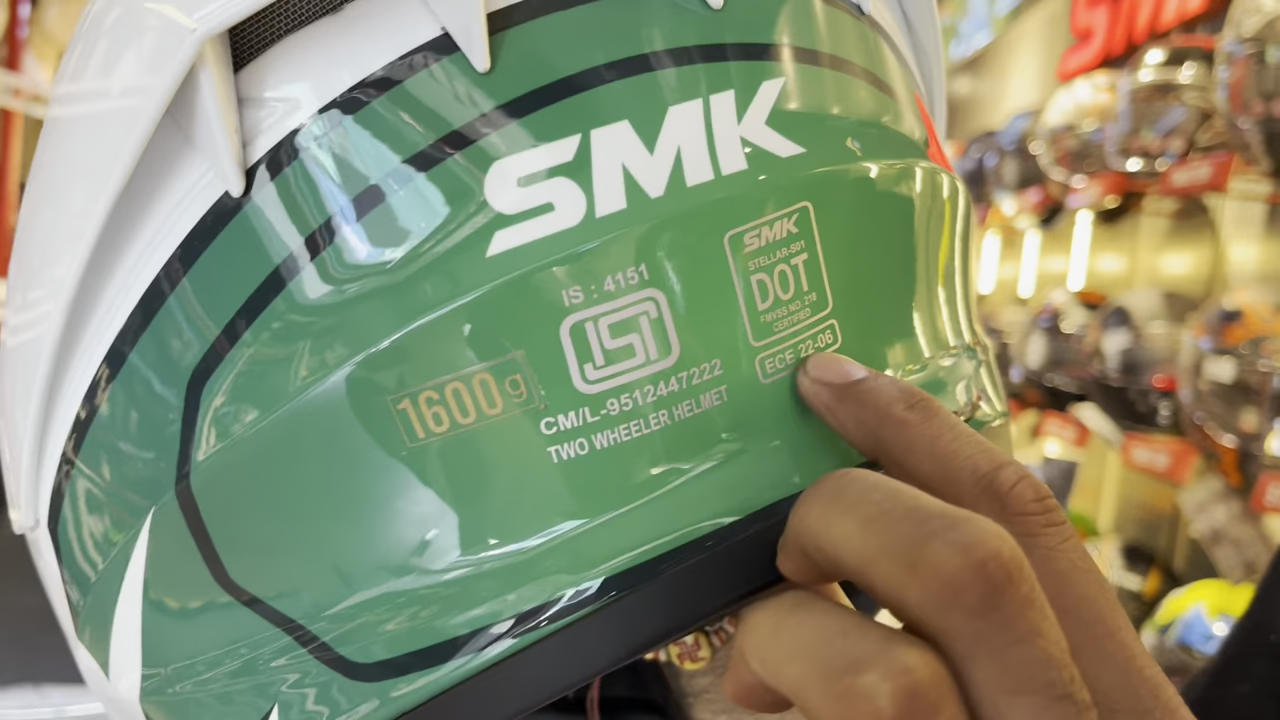 SMK
SMK
SMK
STELLAR-S01
DOT
FMVSS NO. 218
CERTIFIED
ECE 22-06
IS : 4151
ISI
CM/L-9512447222
TWO WHEELER HELMET
1600g